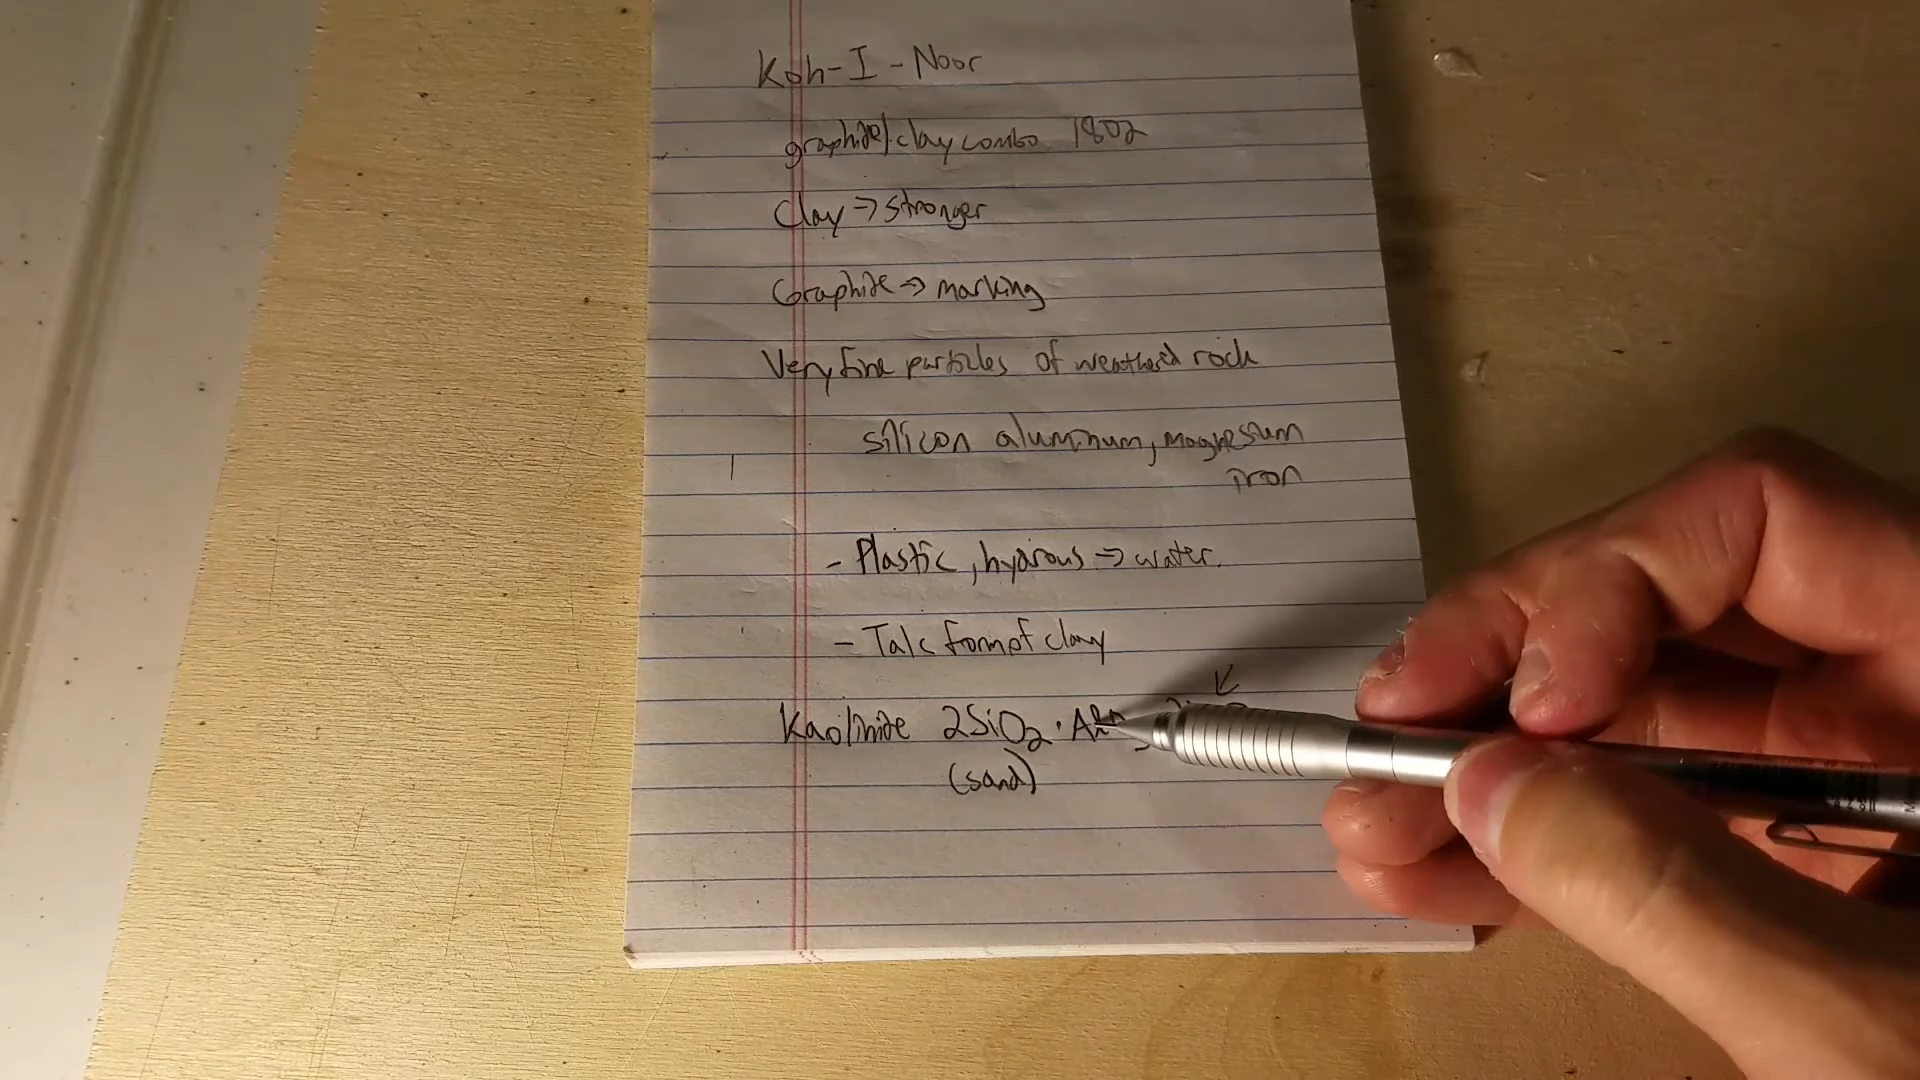 Koh-I-Noor
graphite/clay combo 1802
Clay → stronger
Graphite → marking
Very fine particles of weathered rock
silicon aluminum, magnesium
iron
- Plastic, hydrous → water.
- Talc form of clay
Kaolinite 2SiO2 · Al
(sand)